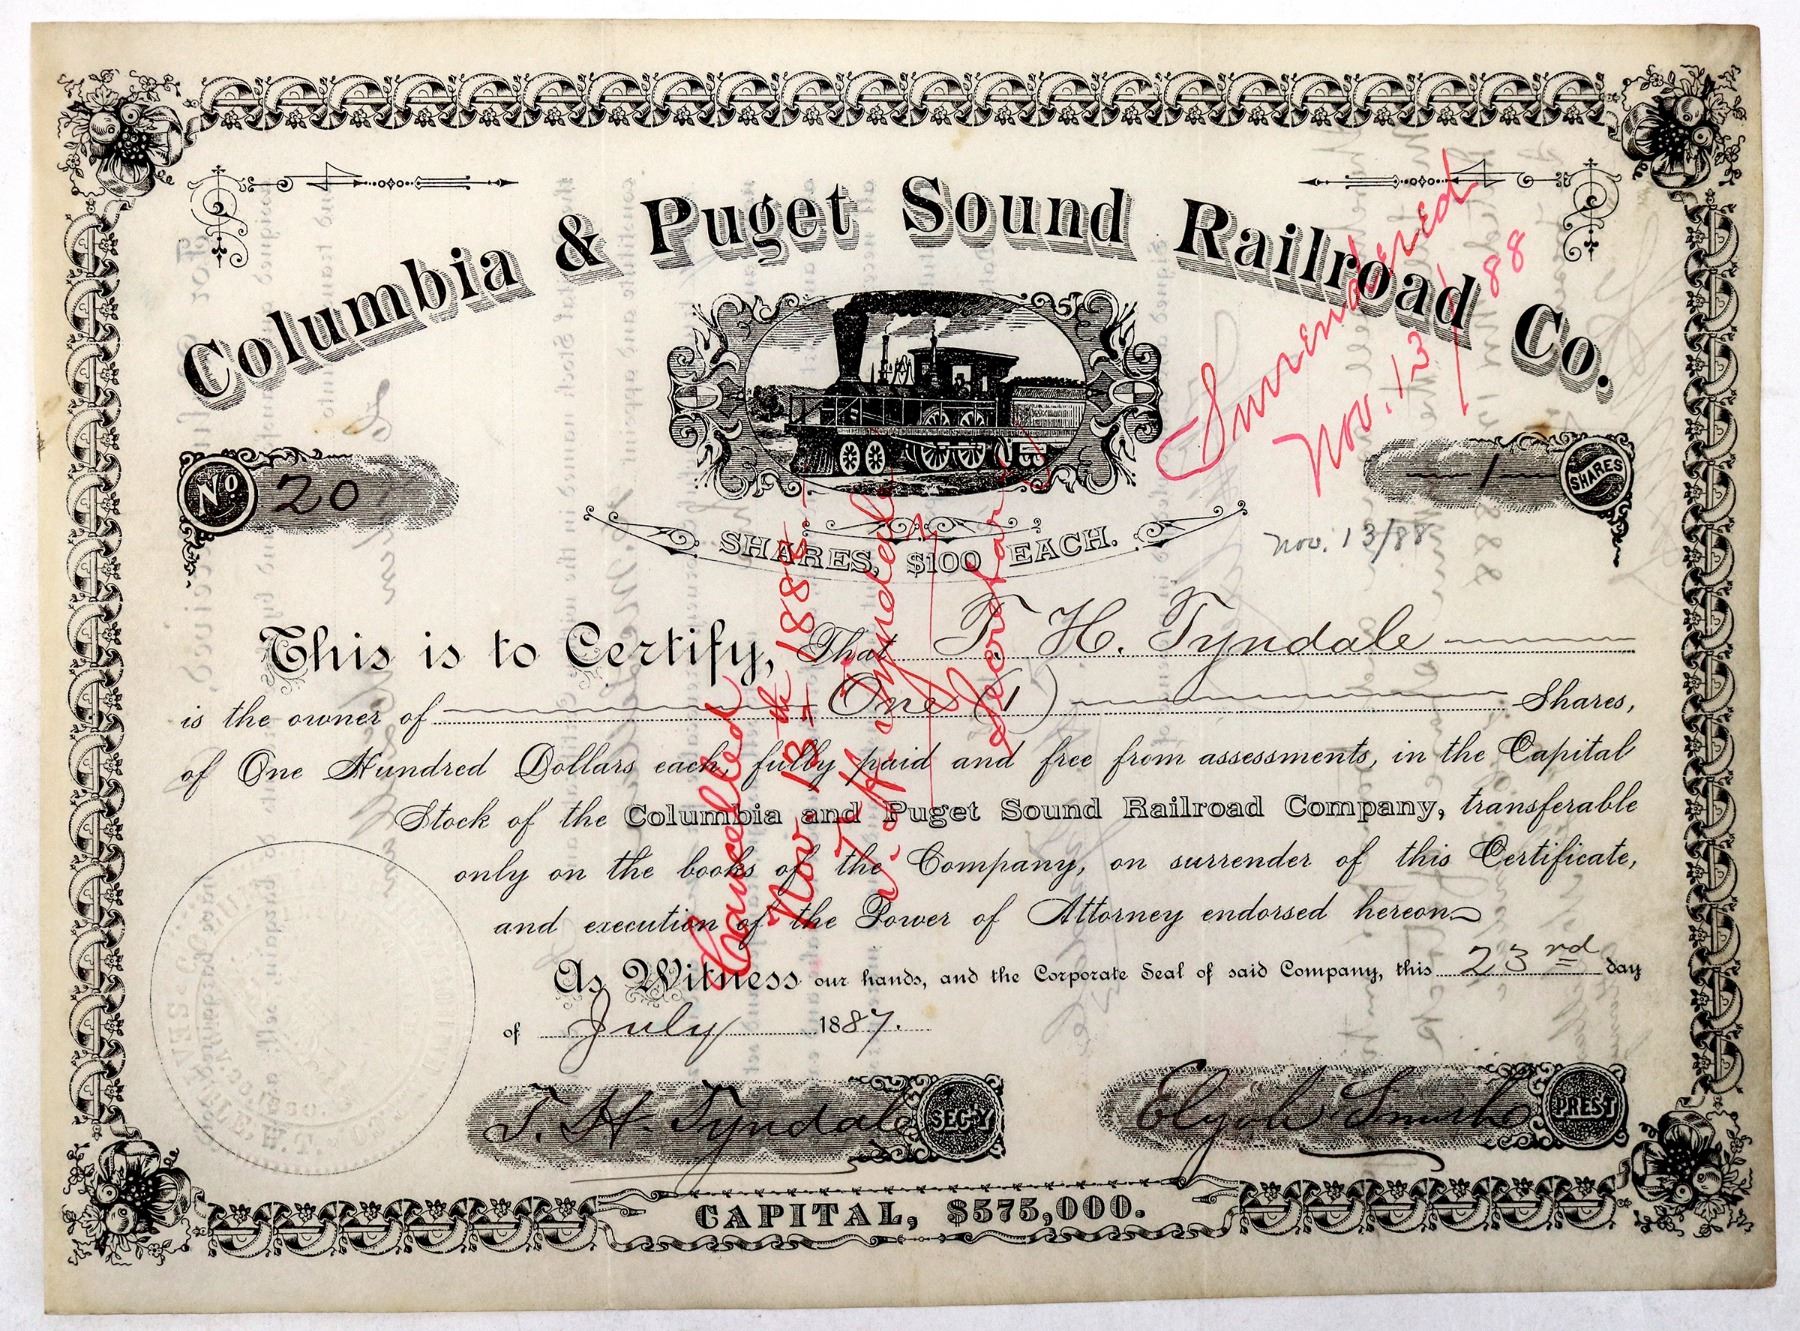 Columbia & Puget Sound Railroad Co.
Surrendered
Nov. 13/88
No. 20
1 SHARES
SHARES, $100 EACH.
Nov. 13/88
This is to Certify, That T. H. Tyndale
is the owner of One (1) Shares,
of One Hundred Dollars each, fully paid and free from assessments, in the Capital
Stock of the Columbia and Puget Sound Railroad Company, transferable
only on the books of the Company, on surrender of this Certificate,
and execution of the Power of Attorney endorsed hereon
As Witness our hands, and the Corporate Seal of said Company, this 23rd day
of July 1887.
Cancelled
Nov 13th 1888
T H Tyndale
Secretary
T. H. Tyndale SEC'Y
Elijah Smith PREST
CAPITAL, $575,000.